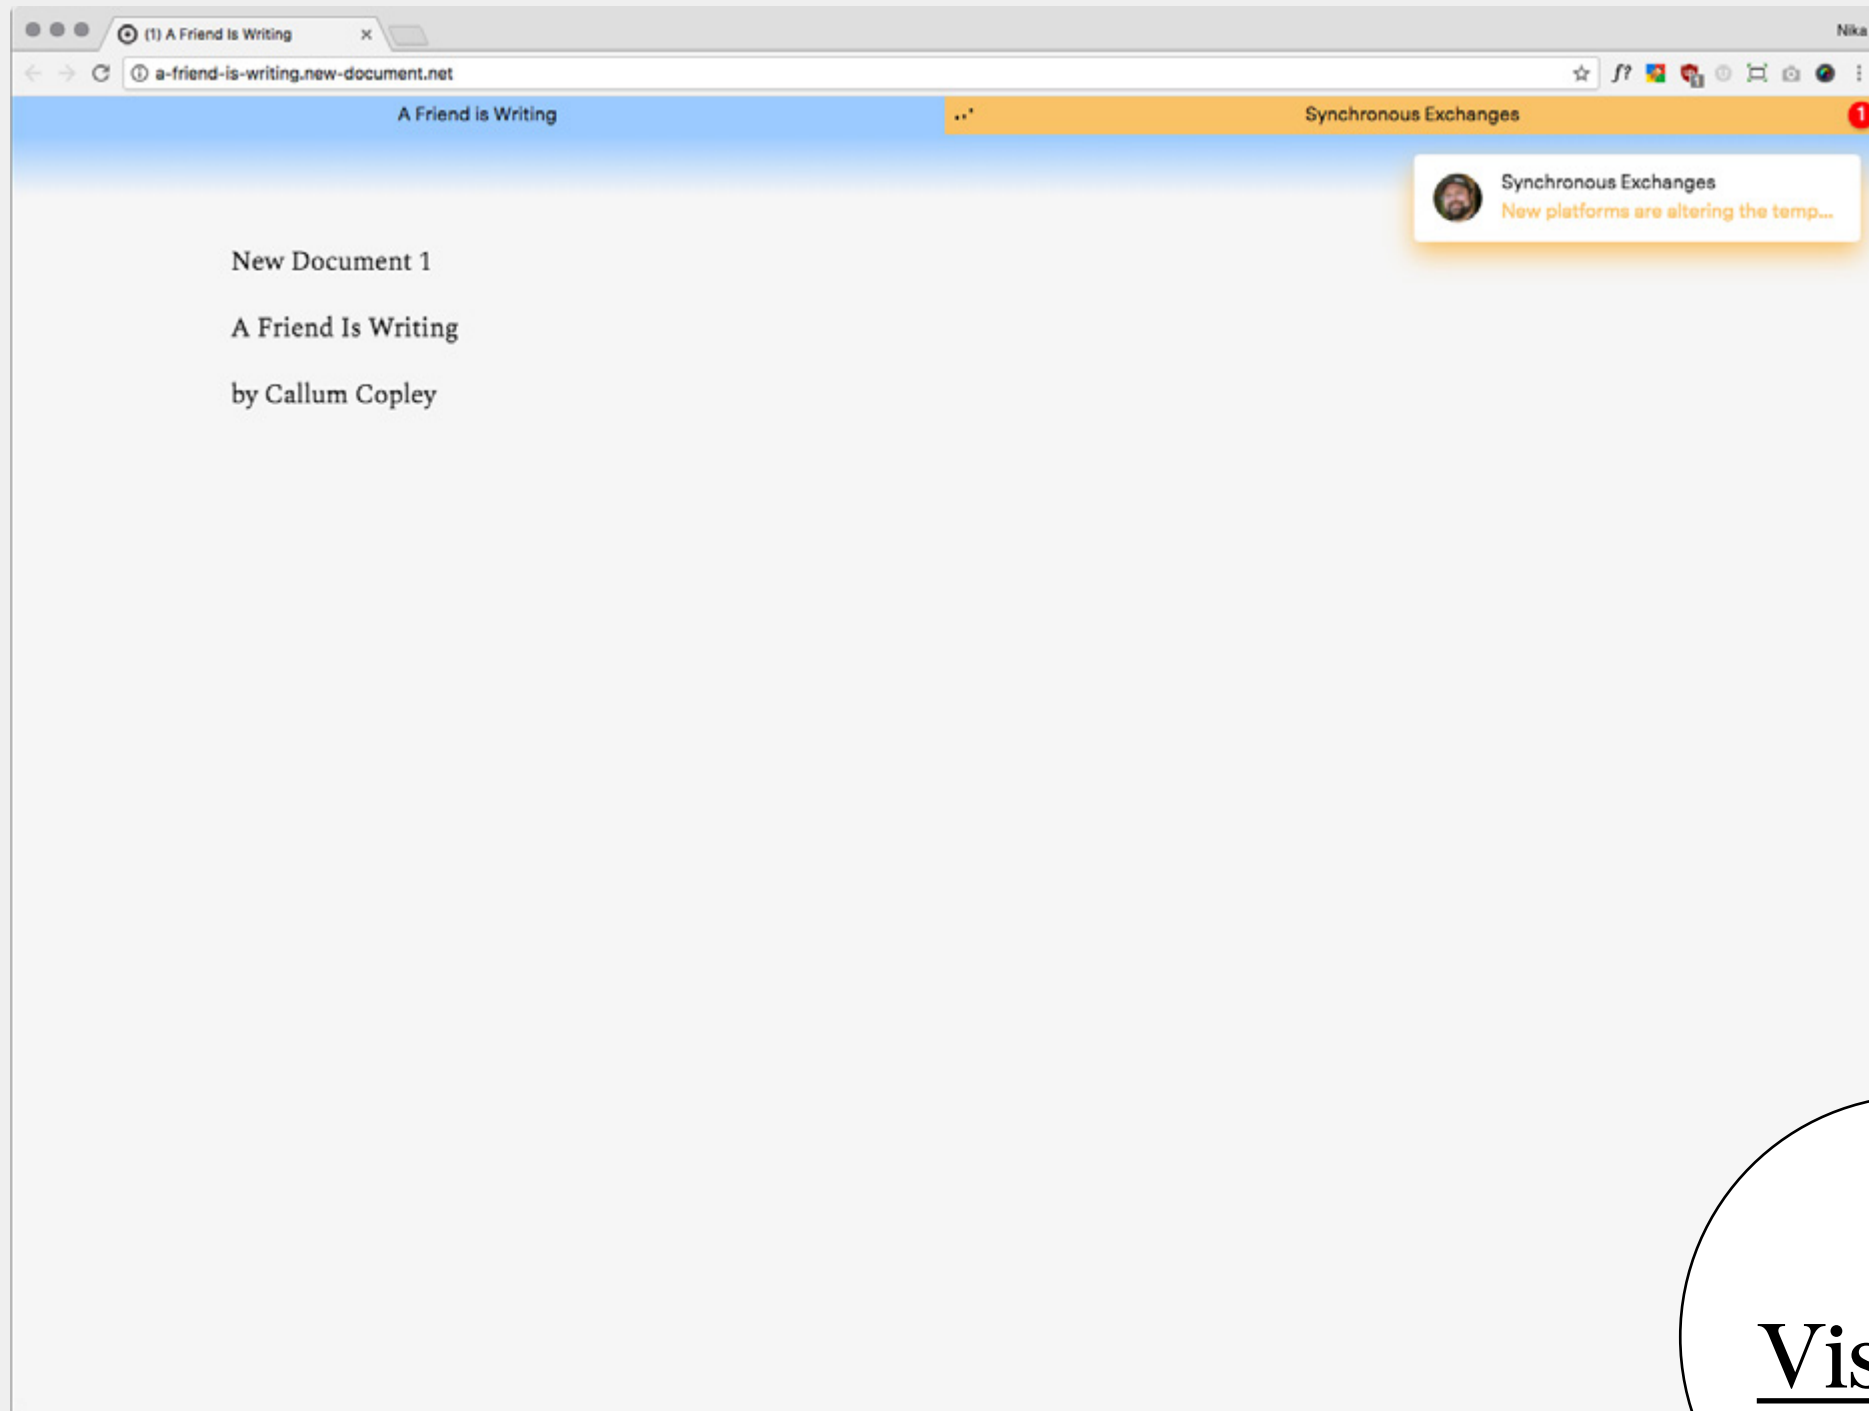 (1) A Friend Is Writing
Nika
a-friend-is-writing.new-document.net
f?
A Friend is Writing
Synchronous Exchanges
1
Synchronous Exchanges
New platforms are altering the temp...
New Document 1
A Friend Is Writing
by Callum Copley
Vis